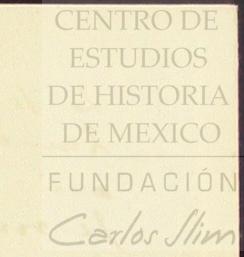 CENTRO DE
ESTUDIOS
DE HISTORIA
DE MEXICO
FUNDACIÓN
Carlos Slim